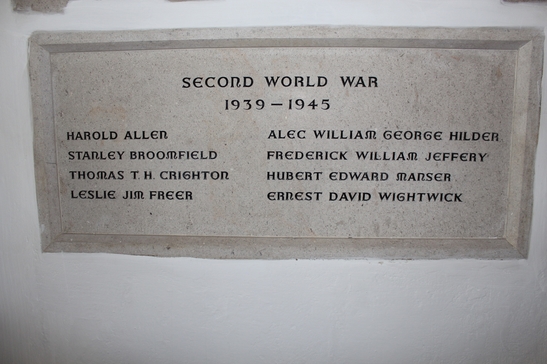 SECOND WORLD WAR
1939 – 1945
HAROLD ALLEN
STANLEY BROOMFIELD
THOMAS T. H. CRIGHTON
LESLIE JIM FREER
ALEC WILLIAM GEORGE HILDER
FREDERICK WILLIAM JEFFERY
HUBERT EDWARD MANSER
ERNEST DAVID WIGHTWICK